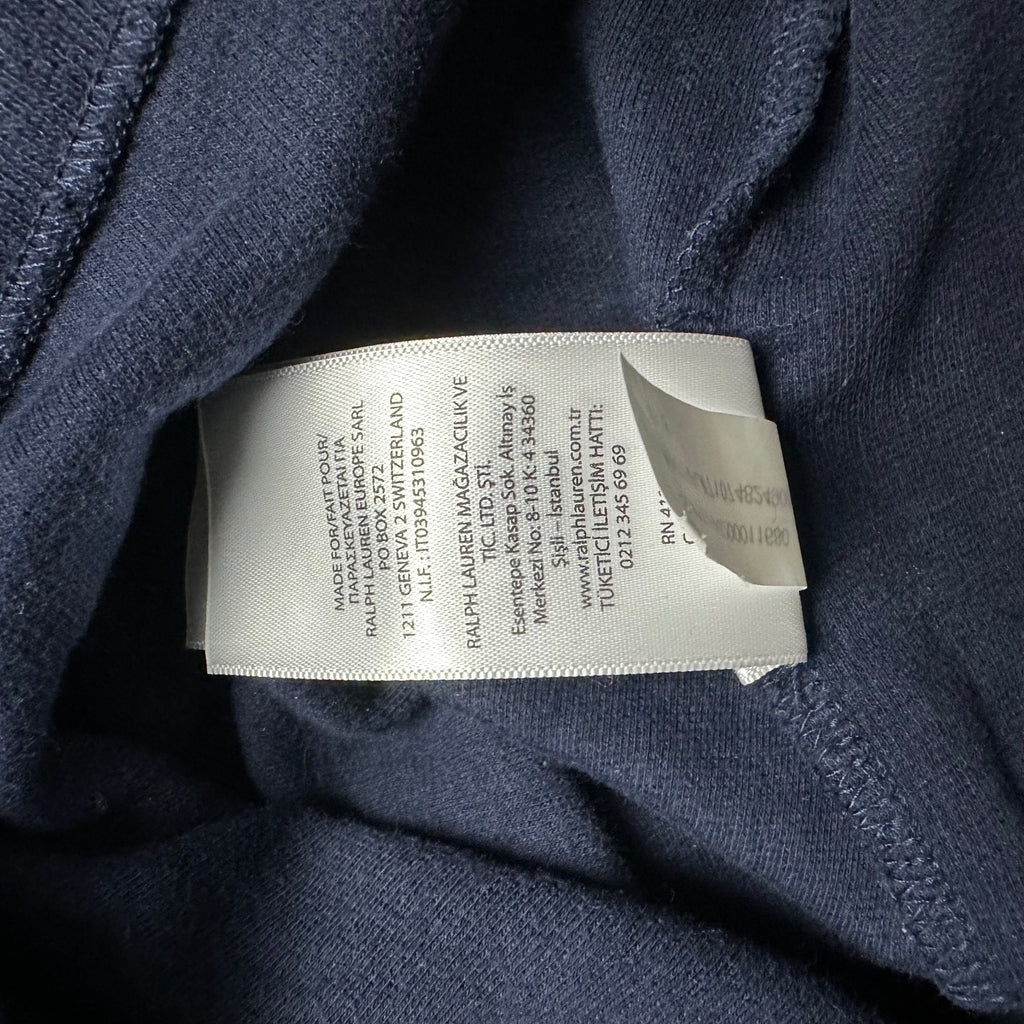 MADE FOR/FAIT POUR/
ΠΑΡΑΣΚΕΥΑΖΕΤΑΙ ΓΙΑ
RALPH LAUREN EUROPE SARL
PO BOX 2572
1211 GENEVA 2 SWITZERLAND
N.I.F. : IT03945310963
RALPH LAUREN MAĞAZACILIK VE
TİC. LTD. ŞTİ.
Esentepe Kasap Sok. Altınay İş
Merkezi No: 8-10 K: 4 34360
Şişli – İstanbul
www.ralphlauren.com.tr
TÜKETİCİ İLETİŞİM HATTI:
0212 345 69 69
RN